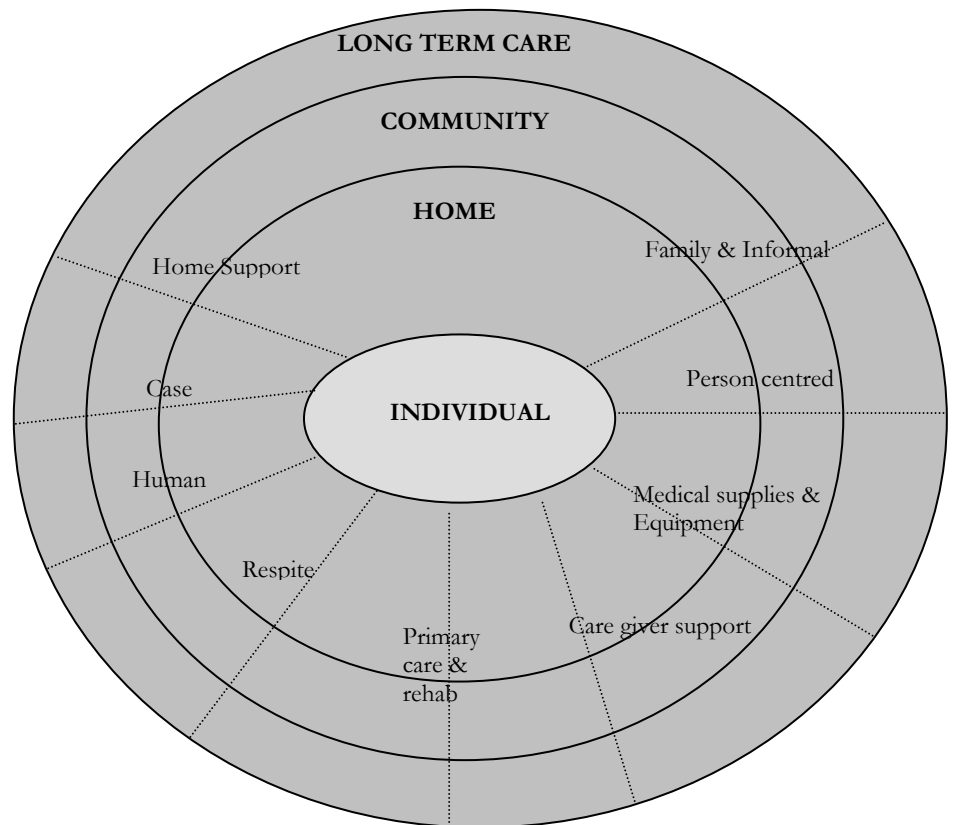 LONG TERM CARE
COMMUNITY
HOME
Family & Informal
Home Support
Person centred
Case
INDIVIDUAL
Human
Medical supplies &
Equipment
Respite
Care giver support
Primary
care &
rehab